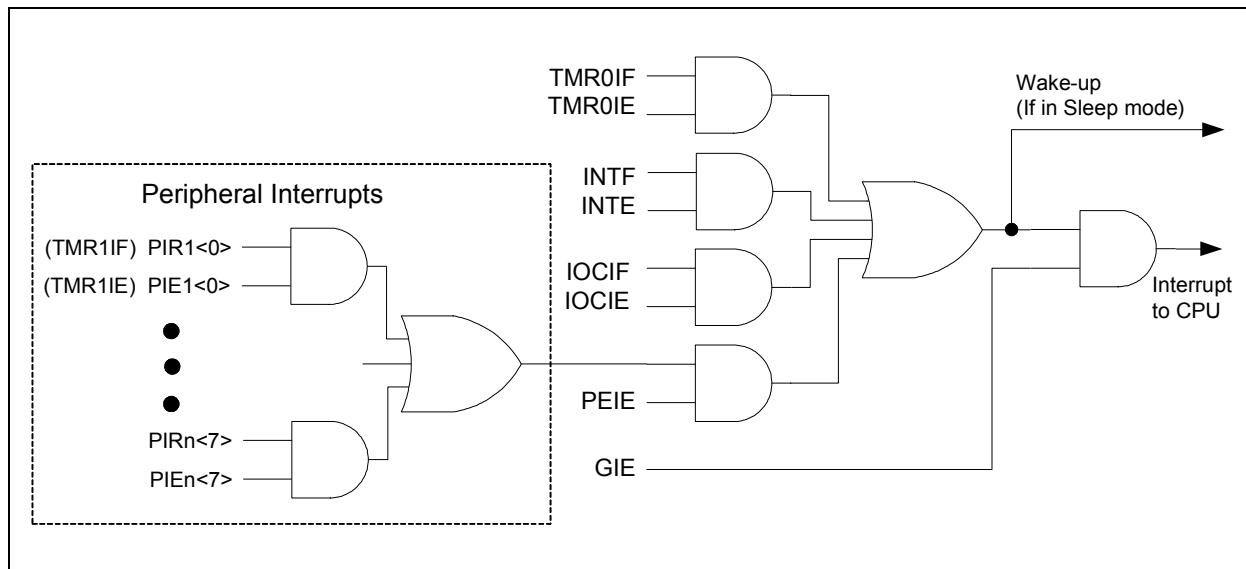 TMR0IF
TMR0IE
Wake-up
(If in Sleep mode)
INTF
INTE
Peripheral Interrupts
(TMR1IF) PIR1<0>
(TMR1IE) PIE1<0>
IOCIF
IOCIE
Interrupt
to CPU
PEIE
PIRn<7>
PIEn<7>
GIE